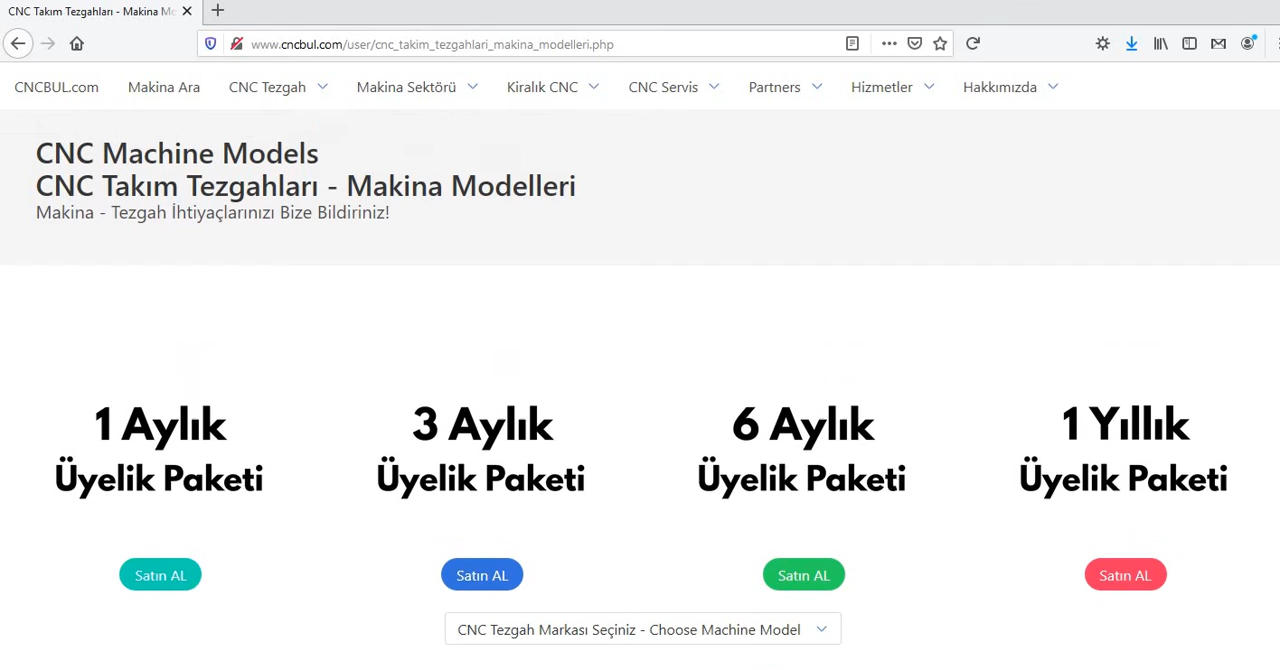 CNC Takım Tezgahları - Makina Mo
www.cncbul.com/user/cnc_takim_tezgahlari_makina_modelleri.php
CNCBUL.com Makina Ara CNC Tezgah Makina Sektörü Kiralık CNC CNC Servis Partners Hizmetler Hakkımızda
CNC Machine Models
CNC Takım Tezgahları - Makina Modelleri
Makina - Tezgah İhtiyaçlarınızı Bize Bildiriniz!
1 Aylık 3 Aylık 6 Aylık 1 Yıllık
Üyelik Paketi Üyelik Paketi Üyelik Paketi Üyelik Paketi
Satın AL Satın AL Satın AL Satın AL
CNC Tezgah Markası Seçiniz - Choose Machine Model